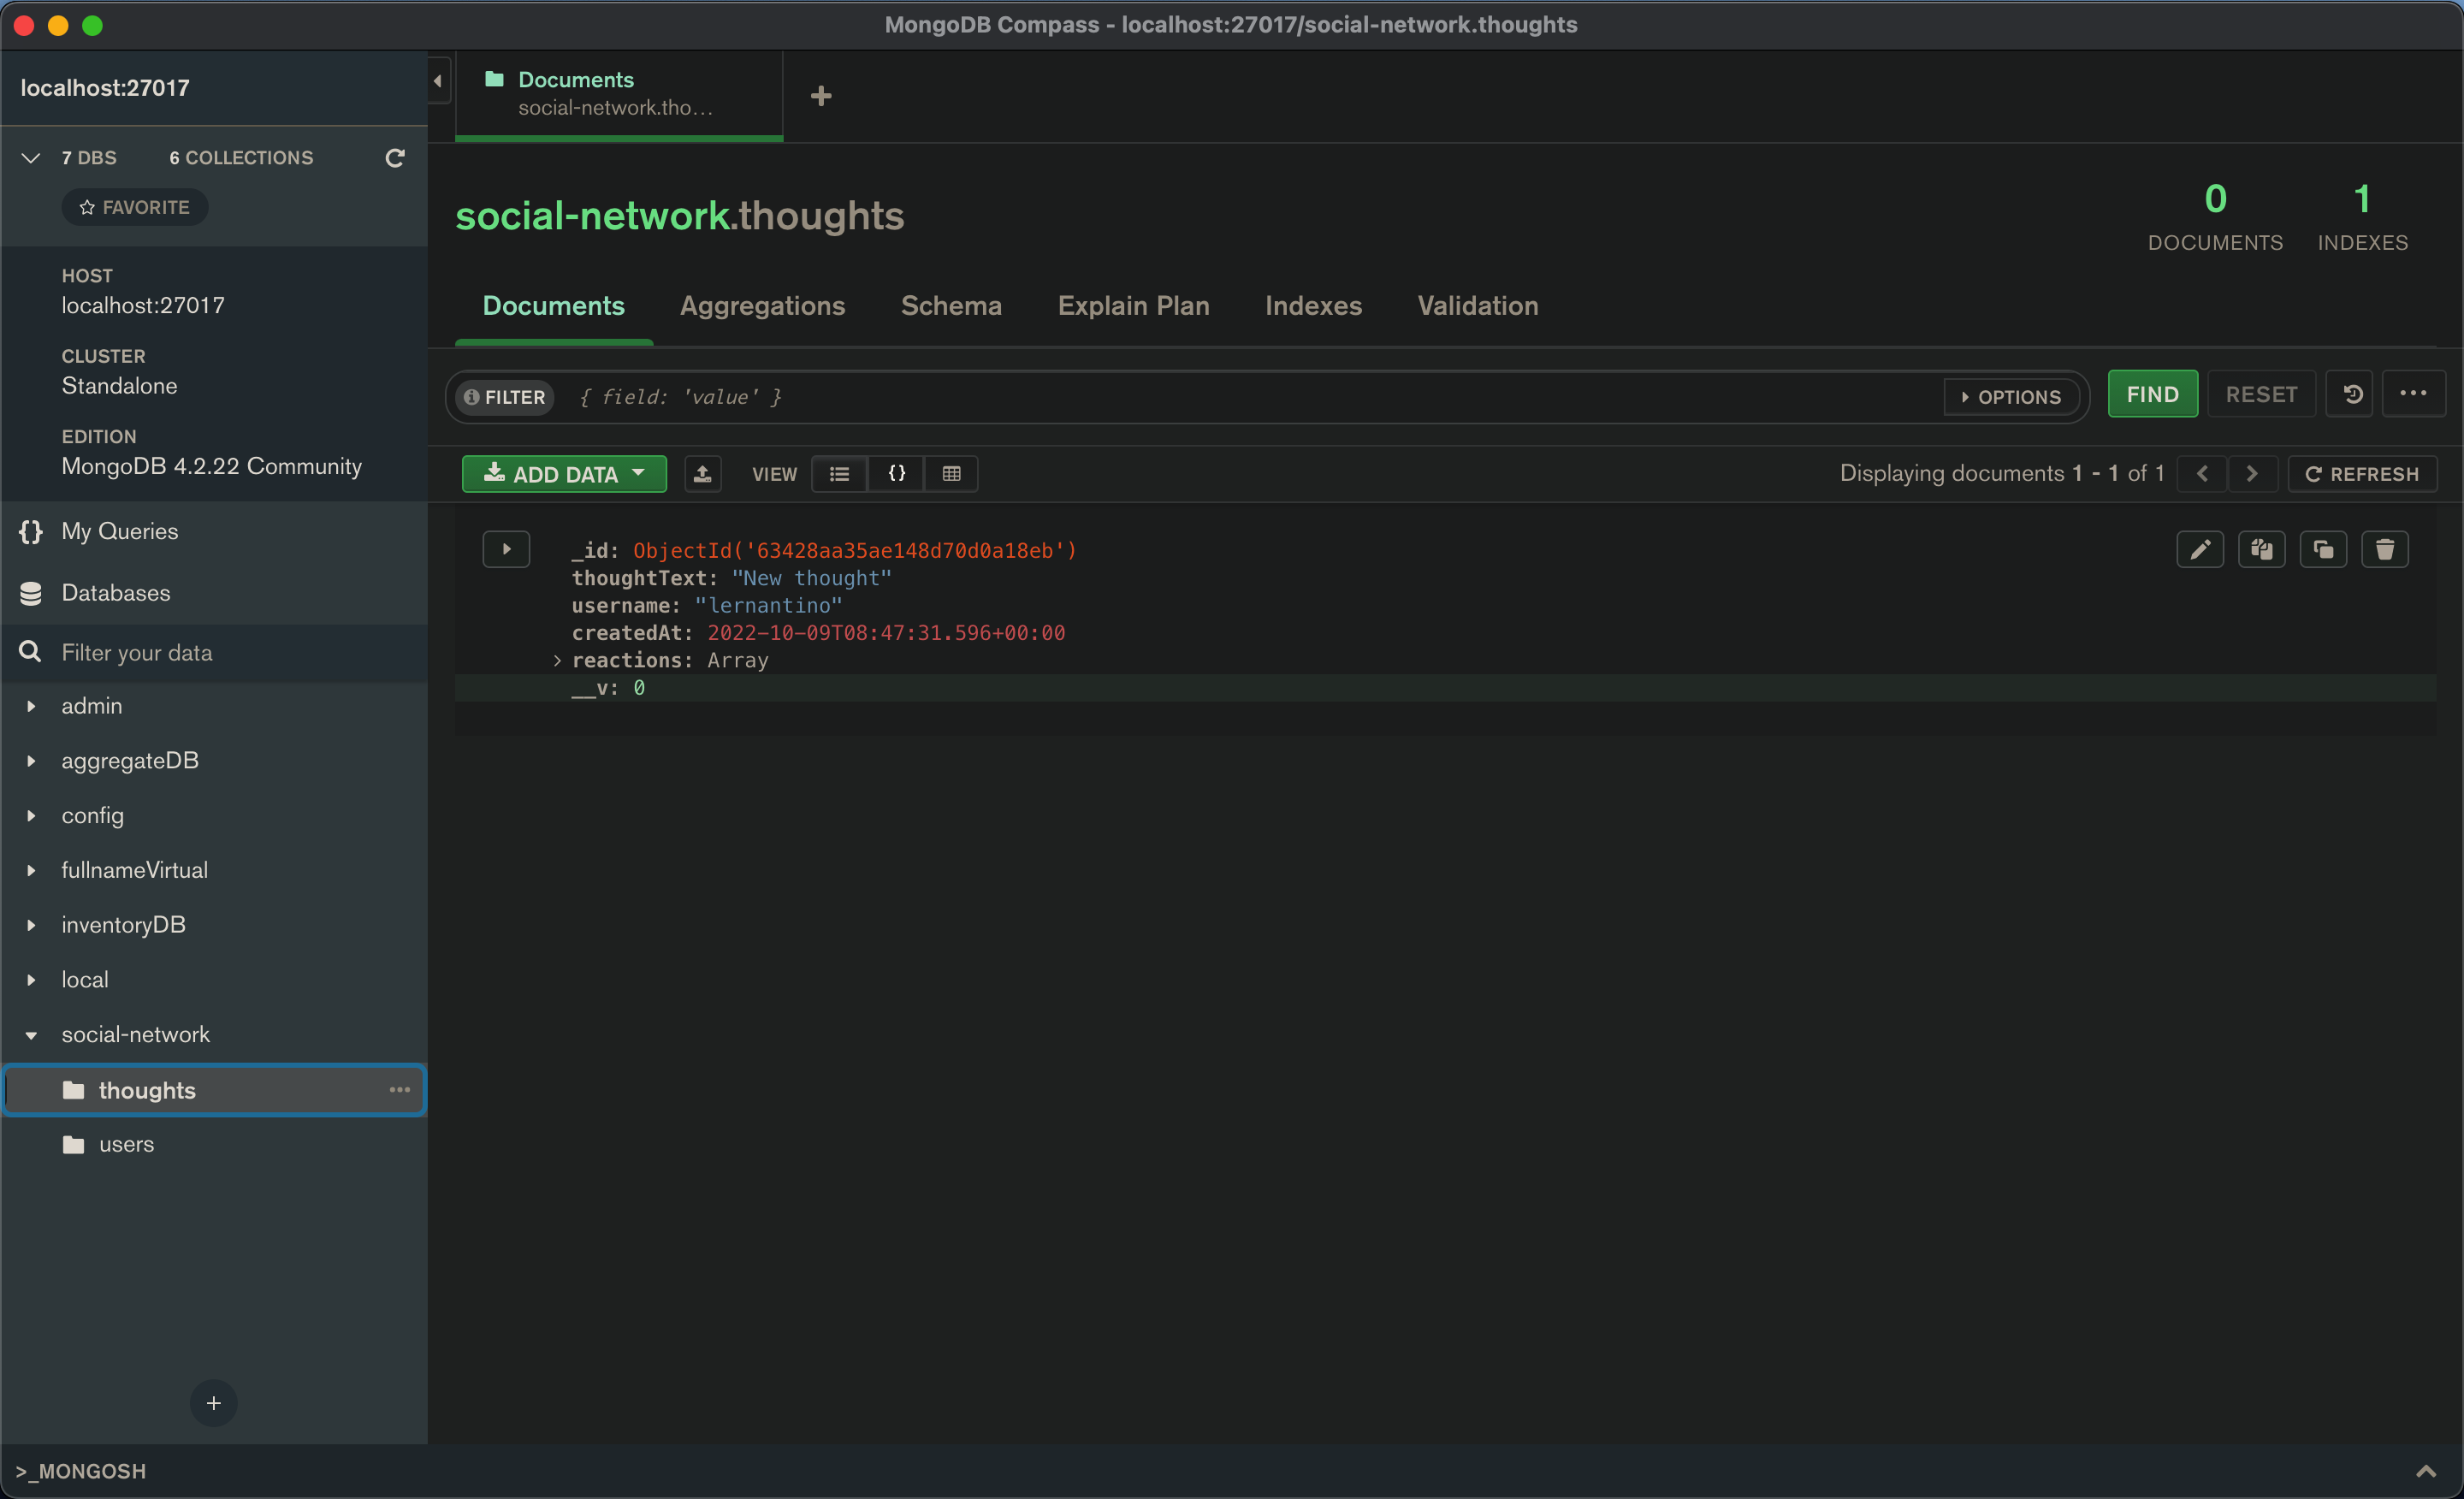 MongoDB Compass - localhost:27017/social-network.thoughts
localhost:27017
7 DBS 6 COLLECTIONS
FAVORITE
HOST
localhost:27017
CLUSTER
Standalone
EDITION
MongoDB 4.2.22 Community
My Queries
Databases
Filter your data
admin
aggregateDB
config
fullnameVirtual
inventoryDB
local
social-network
thoughts
users
Documents
social-network.tho...
social-network.thoughts
0
DOCUMENTS
1
INDEXES
Documents Aggregations Schema Explain Plan Indexes Validation
FILTER { field: 'value' } OPTIONS FIND RESET
ADD DATA VIEW {} Displaying documents 1 - 1 of 1 REFRESH
_id: ObjectId('63428aa35ae148d70d0a18eb')
thoughtText: "New thought"
username: "lernantino"
createdAt: 2022-10-09T08:47:31.596+00:00
reactions: Array
__v: 0
>_MONGOSH